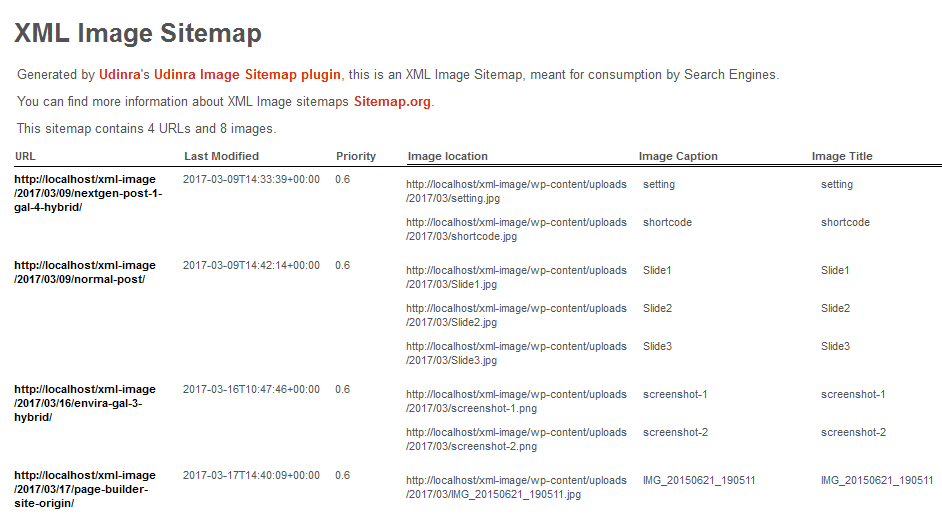 XML Image Sitemap
Generated by Udinra's Udinra Image Sitemap plugin, this is an XML Image Sitemap, meant for consumption by Search Engines.
You can find more information about XML Image sitemaps Sitemap.org.
This sitemap contains 4 URLs and 8 images.
URL Last Modified Priority Image location Image Caption Image Title
http://localhost/xml-image 2017-03-09T14:33:39+00:00 0.6 http://localhost/xml-image/wp-content/uploads setting setting
/2017/03/09/nextgen-post-1- /2017/03/setting.jpg
gal-4-hybrid/
http://localhost/xml-image/wp-content/uploads shortcode shortcode
/2017/03/shortcode.jpg
http://localhost/xml-image 2017-03-09T14:42:14+00:00 0.6 http://localhost/xml-image/wp-content/uploads Slide1 Slide1
/2017/03/09/normal-post/ /2017/03/Slide1.jpg
http://localhost/xml-image/wp-content/uploads Slide2 Slide2
/2017/03/Slide2.jpg
http://localhost/xml-image/wp-content/uploads Slide3 Slide3
/2017/03/Slide3.jpg
http://localhost/xml-image 2017-03-16T10:47:46+00:00 0.6 http://localhost/xml-image/wp-content/uploads screenshot-1 screenshot-1
/2017/03/16/envira-gal-3- /2017/03/screenshot-1.png
hybrid/
http://localhost/xml-image/wp-content/uploads screenshot-2 screenshot-2
/2017/03/screenshot-2.png
http://localhost/xml-image 2017-03-17T14:40:09+00:00 0.6 http://localhost/xml-image/wp-content/uploads IMG_20150621_190511 IMG_20150621_190511
/2017/03/17/page-builder- /2017/03/IMG_20150621_190511.jpg
site-origin/